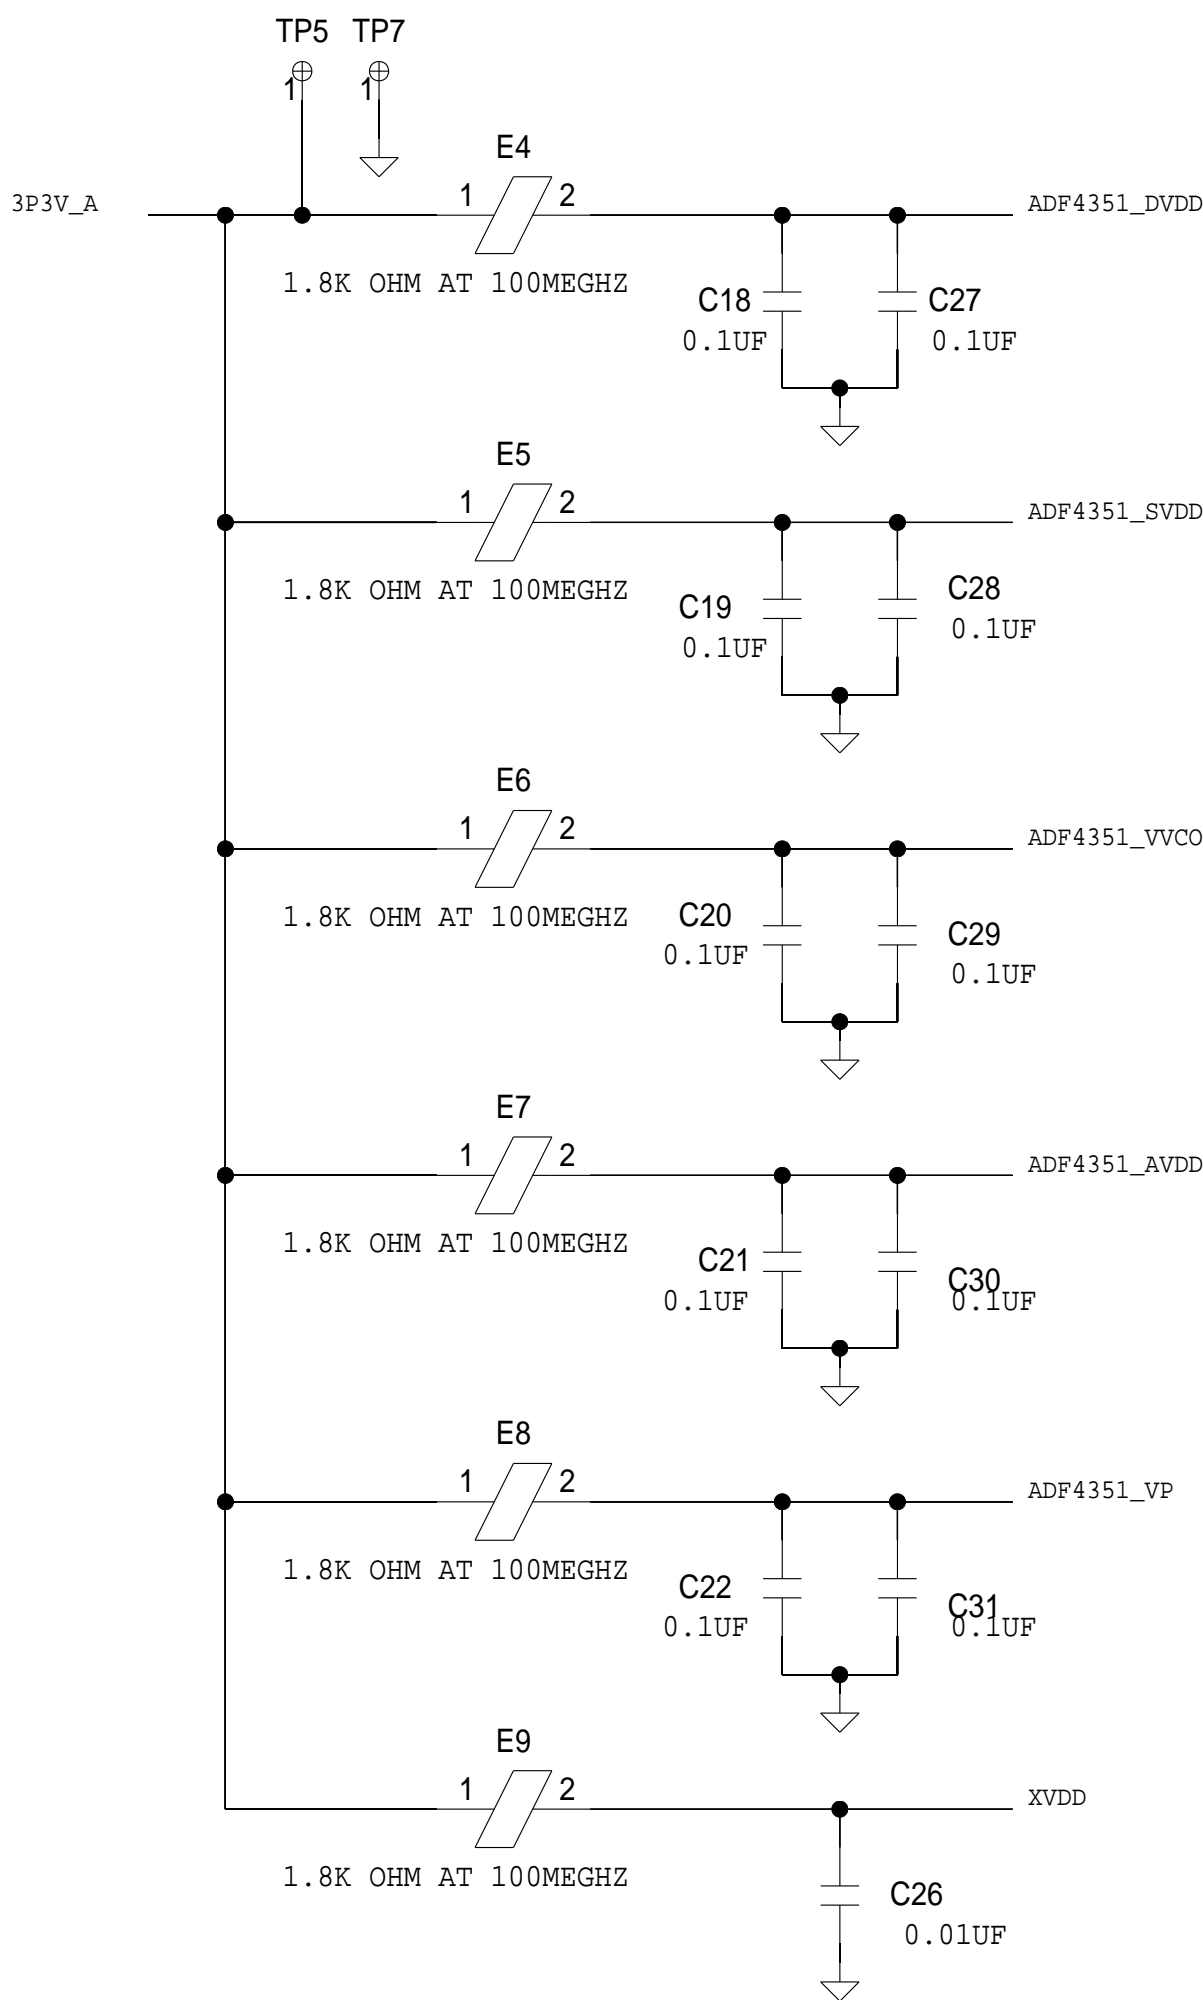 TP5 TP7
1 1
E4
3P3V_A 1 2 ADF4351_DVDD
1.8K OHM AT 100MEGHZ
C18 C27
0.1UF 0.1UF
E5
1 2 ADF4351_SVDD
1.8K OHM AT 100MEGHZ
C19 C28
0.1UF 0.1UF
E6
1 2 ADF4351_VVCO
1.8K OHM AT 100MEGHZ
C20 C29
0.1UF 0.1UF
E7
1 2 ADF4351_AVDD
1.8K OHM AT 100MEGHZ
C21 C30
0.1UF 0.1UF
E8
1 2 ADF4351_VP
1.8K OHM AT 100MEGHZ
C22 C31
0.1UF 0.1UF
E9
1 2 XVDD
1.8K OHM AT 100MEGHZ
C26
0.01UF